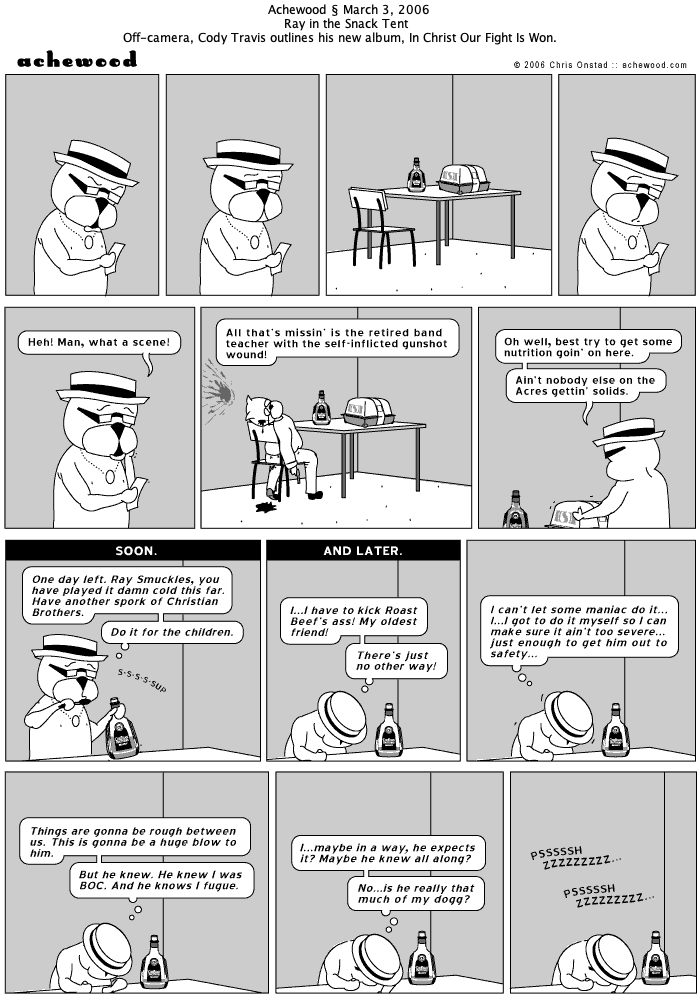 Achewood § March 3, 2006
Ray in the Snack Tent
Off-camera, Cody Travis outlines his new album, In Christ Our Fight Is Won.
achewood
© 2006 Chris Onstad :: achewood.com
Heh! Man, what a scene!
All that's missin' is the retired band
teacher with the self-inflicted gunshot
wound!
Oh well, best try to get some
nutrition goin' on here.
Ain't nobody else on the
Acres gettin' solids.
SOON.
One day left. Ray Smuckles, you
have played it damn cold this far.
Have another spork of Christian
Brothers.
Do it for the children.
S-S-S-S-SUP
AND LATER.
I...I have to kick Roast
Beef's ass! My oldest
friend!
There's just
no other way!
I can't let some maniac do it...
I...I got to do it myself so I can
make sure it ain't too severe...
just enough to get him out to
safety...
Things are gonna be rough between
us. This is gonna be a huge blow to
him.
But he knew. He knew I was
BOC. And he knows I fugue.
I...maybe in a way, he expects
it? Maybe he knew all along?
No...is he really that
much of my dogg?
PSSSSSH
ZZZZZZZZZ...
PSSSSSH
ZZZZZZZZZ...